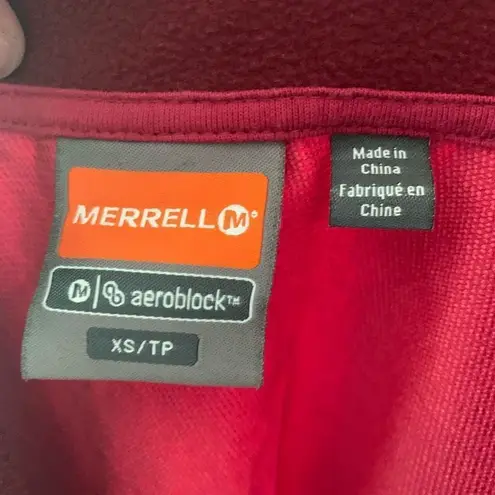 MERRELL M®
M | aeroblock™
XS/TP
Made in
China
Fabriqué en
Chine